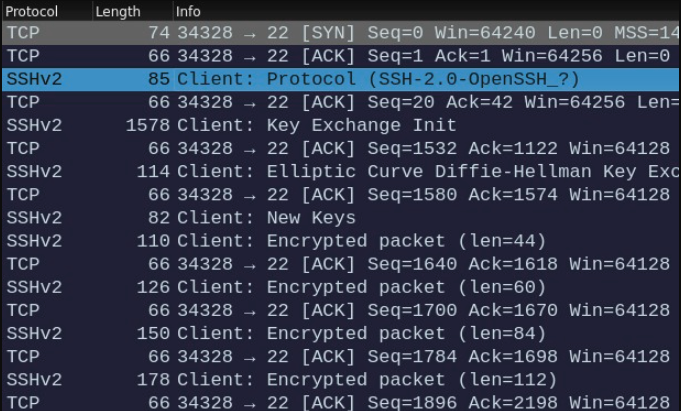 Protocol Length Info
TCP 74 34328 → 22 [SYN] Seq=0 Win=64240 Len=0 MSS=14
TCP 66 34328 → 22 [ACK] Seq=1 Ack=1 Win=64256 Len=0
SSHv2 85 Client: Protocol (SSH-2.0-OpenSSH_?)
TCP 66 34328 → 22 [ACK] Seq=20 Ack=42 Win=64256 Len=
SSHv2 1578 Client: Key Exchange Init
TCP 66 34328 → 22 [ACK] Seq=1532 Ack=1122 Win=64128
SSHv2 114 Client: Elliptic Curve Diffie-Hellman Key Exc
TCP 66 34328 → 22 [ACK] Seq=1580 Ack=1574 Win=64128
SSHv2 82 Client: New Keys
SSHv2 110 Client: Encrypted packet (len=44)
TCP 66 34328 → 22 [ACK] Seq=1640 Ack=1618 Win=64128
SSHv2 126 Client: Encrypted packet (len=60)
TCP 66 34328 → 22 [ACK] Seq=1700 Ack=1670 Win=64128
SSHv2 150 Client: Encrypted packet (len=84)
TCP 66 34328 → 22 [ACK] Seq=1784 Ack=1698 Win=64128
SSHv2 178 Client: Encrypted packet (len=112)
TCP 66 34328 → 22 [ACK] Seq=1896 Ack=2198 Win=64128